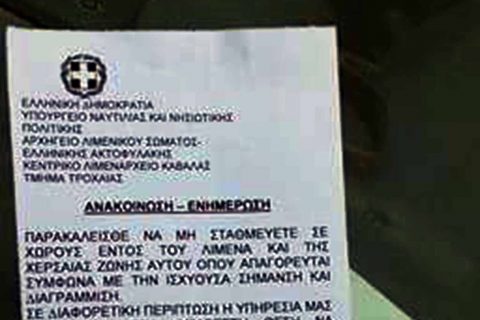 ΕΛΛΗΝΙΚΗ ΔΗΜΟΚΡΑΤΙΑ
ΥΠΟΥΡΓΕΙΟ ΝΑΥΤΙΛΙΑΣ ΚΑΙ ΝΗΣΙΩΤΙΚΗΣ
ΠΟΛΙΤΙΚΗΣ
ΑΡΧΗΓΕΙΟ ΛΙΜΕΝΙΚΟΥ ΣΩΜΑΤΟΣ-
ΕΛΛΗΝΙΚΗΣ ΑΚΤΟΦΥΛΑΚΗΣ
ΚΕΝΤΡΙΚΟ ΛΙΜΕΝΑΡΧΕΙΟ ΚΑΒΑΛΑΣ
ΤΜΗΜΑ ΤΡΟΧΑΙΑΣ
ΑΝΑΚΟΙΝΩΣΗ – ΕΝΗΜΕΡΩΣΗ
ΠΑΡΑΚΑΛΕΙΣΘΕ ΝΑ ΜΗ ΣΤΑΘΜΕΥΕΤΕ ΣΕ
ΧΩΡΟΥΣ ΕΝΤΟΣ ΤΟΥ ΛΙΜΕΝΑ ΚΑΙ ΤΗΣ
ΧΕΡΣΑΙΑΣ ΖΩΝΗΣ ΑΥΤΟΥ ΟΠΟΥ ΑΠΑΓΟΡΕΥΤΑΙ
ΣΥΜΦΩΝΑ ΜΕ ΤΗΝ ΙΣΧΥΟΥΣΑ ΣΗΜΑΝΣΗ ΚΑΙ
ΔΙΑΓΡΑΜΜΙΣΗ.
ΣΕ ΔΙΑΦΟΡΕΤΙΚΗ ΠΕΡΙΠΤΩΣΗ Η ΥΠΗΡΕΣΙΑ ΜΑΣ
ΝΑ